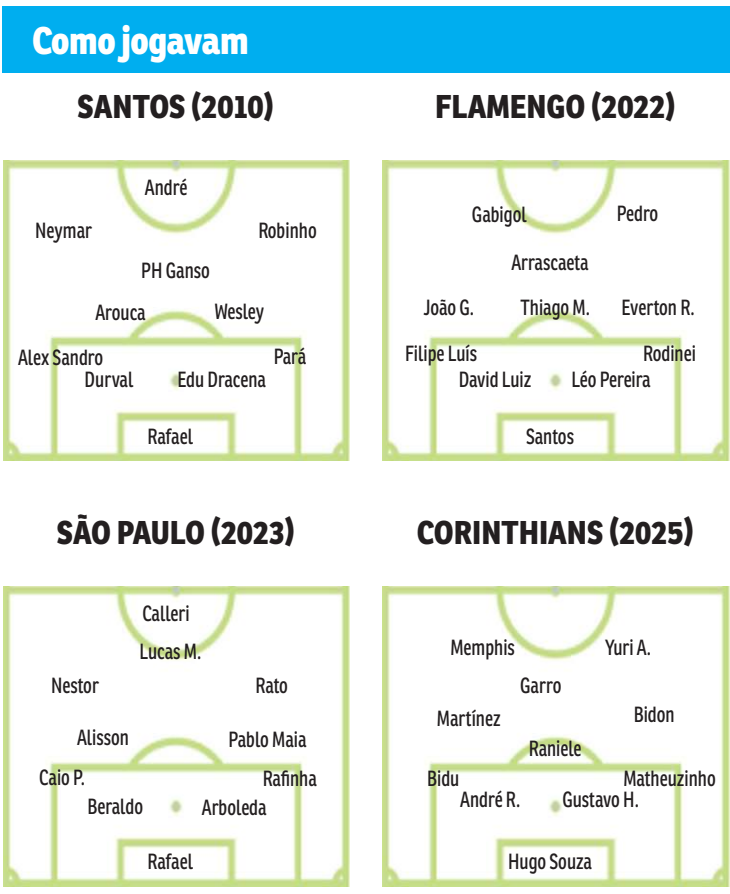 Como jogavam
SANTOS (2010)
André
Neymar
Robinho
PH Ganso
Arouca
Wesley
Alex Sandro
Pará
Durval
Edu Dracena
Rafael
FLAMENGO (2022)
Gabigol
Pedro
Arrascaeta
João G.
Thiago M.
Everton R.
Filipe Luís
Rodinei
David Luiz
Léo Pereira
Santos
SÃO PAULO (2023)
Calleri
Lucas M.
Nestor
Rato
Alisson
Pablo Maia
Caio P.
Rafinha
Beraldo
Arboleda
Rafael
CORINTHIANS (2025)
Memphis
Yuri A.
Garro
Martínez
Bidon
Raniele
Bidu
Matheuzinho
André R.
Gustavo H.
Hugo Souza